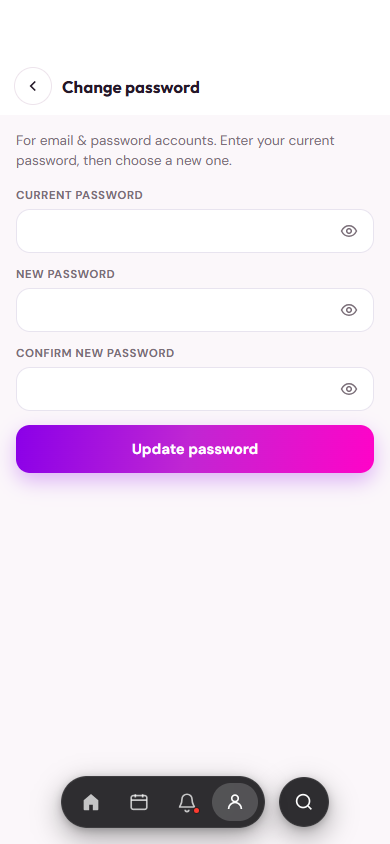 Change password
For email & password accounts. Enter your current
password, then choose a new one.
CURRENT PASSWORD
NEW PASSWORD
CONFIRM NEW PASSWORD
Update password